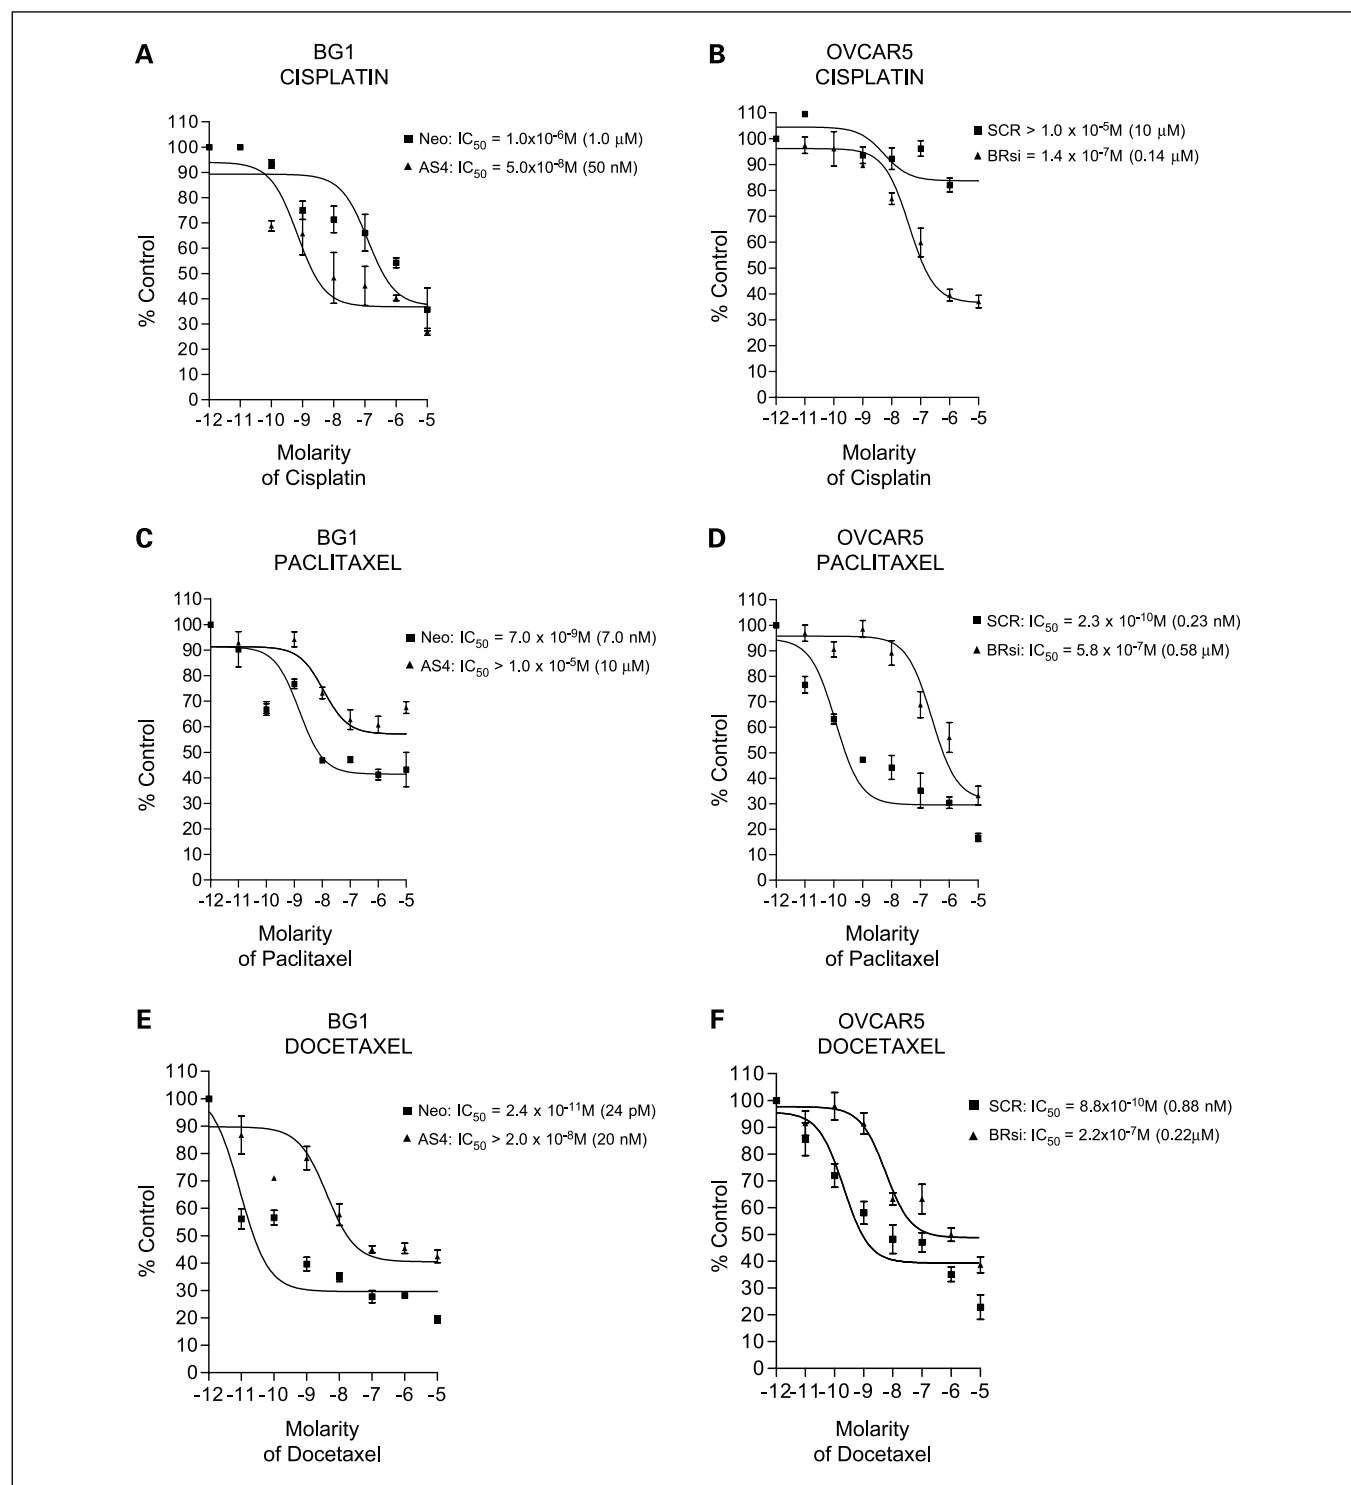 A
BG1
CISPLATIN
110
100
90
80
70
60
50
40
30
20
10
0
% Control
-12 -11 -10 -9 -8 -7 -6 -5
Molarity
of Cisplatin
Neo: IC50 = 1.0x10-6M (1.0 µM)
AS4: IC50 = 5.0x10-8M (50 nM)
B
OVCAR5
CISPLATIN
110
100
90
80
70
60
50
40
30
20
10
0
% Control
-12 -11 -10 -9 -8 -7 -6 -5
Molarity
of Cisplatin
SCR > 1.0 x 10-5M (10 µM)
BRsi = 1.4 x 10-7M (0.14 µM)
C
BG1
PACLITAXEL
110
100
90
80
70
60
50
40
30
20
10
0
% Control
-12 -11 -10 -9 -8 -7 -6 -5
Molarity
of Paclitaxel
Neo: IC50 = 7.0 x 10-9M (7.0 nM)
AS4: IC50 > 1.0 x 10-5M (10 µM)
D
OVCAR5
PACLITAXEL
110
100
90
80
70
60
50
40
30
20
10
0
% Control
-12 -11 -10 -9 -8 -7 -6 -5
Molarity
of Paclitaxel
SCR: IC50 = 2.3 x 10-10M (0.23 nM)
BRsi: IC50 = 5.8 x 10-7M (0.58 µM)
E
BG1
DOCETAXEL
110
100
90
80
70
60
50
40
30
20
10
0
% Control
-12 -11 -10 -9 -8 -7 -6 -5
Molarity
of Docetaxel
Neo: IC50 = 2.4 x 10-11M (24 pM)
AS4: IC50 > 2.0 x 10-8M (20 nM)
F
OVCAR5
DOCETAXEL
110
100
90
80
70
60
50
40
30
20
10
0
% Control
-12 -11 -10 -9 -8 -7 -6 -5
Molarity
of Docetaxel
SCR: IC50 = 8.8x10-10M (0.88 nM)
BRsi: IC50 = 2.2x10-7M (0.22µM)